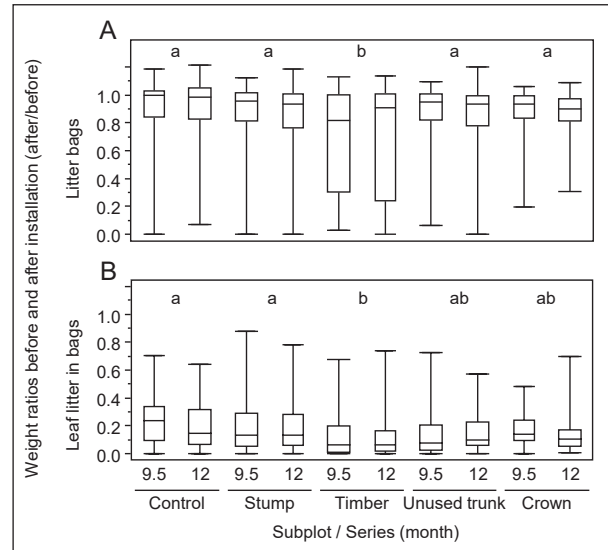 A
a a b a a
1.0
0.8
0.6
0.4
0.2
0.0
Litter bags
Weight ratios before and after installation (after/before)
B
a a b ab ab
1.0
0.8
0.6
0.4
0.2
0.0
Leaf litter in bags
9.5 12 9.5 12 9.5 12 9.5 12 9.5 12
Control Stump Timber Unused trunk Crown
Subplot / Series (month)